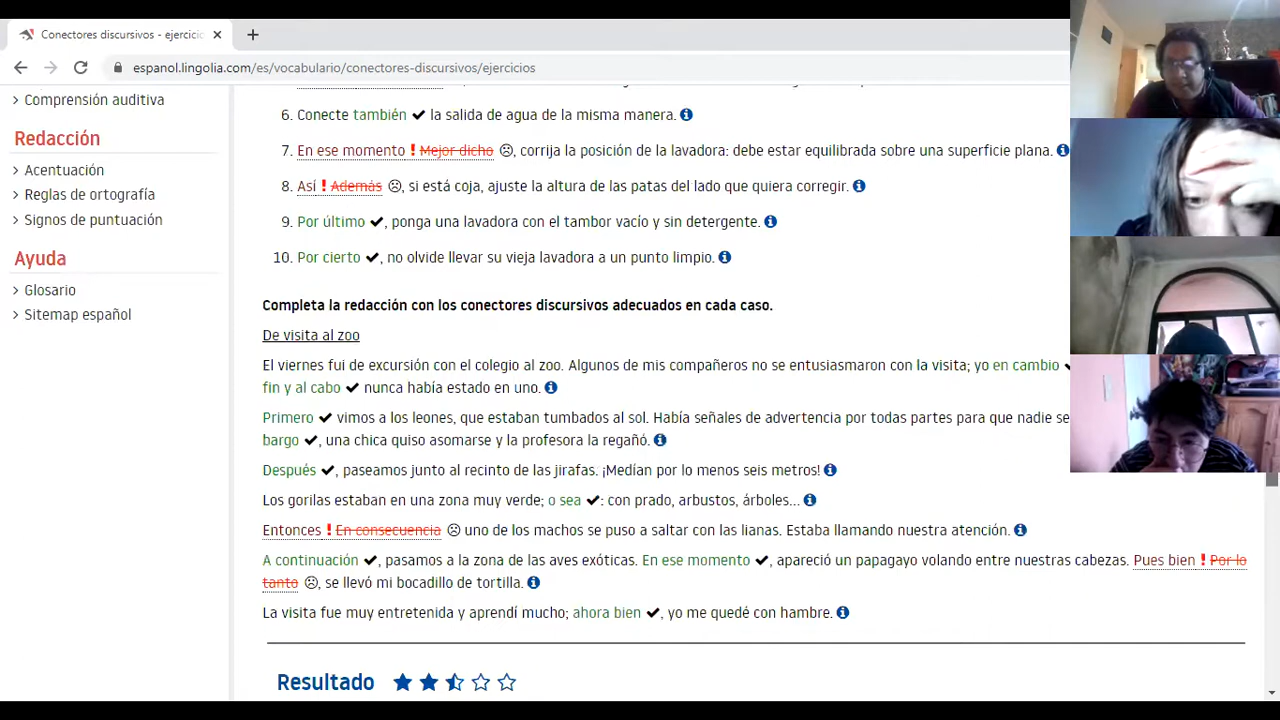 Conectores discursivos - ejercicio
espanol.lingolia.com/es/vocabulario/conectores-discursivos/ejercicios
Comprensión auditiva
Redacción
Acentuación
Reglas de ortografía
Signos de puntuación
Ayuda
Glosario
Sitemap español
6. Conecte también ✔ la salida de agua de la misma manera.
7. En ese momento ! Mejor dicho ☹, corrija la posición de la lavadora: debe estar equilibrada sobre una superficie plana.
8. Así ! Además ☹, si está coja, ajuste la altura de las patas del lado que quiera corregir.
9. Por último ✔, ponga una lavadora con el tambor vacío y sin detergente.
10. Por cierto ✔, no olvide llevar su vieja lavadora a un punto limpio.
Completa la redacción con los conectores discursivos adecuados en cada caso.
De visita al zoo
El viernes fui de excursión con el colegio al zoo. Algunos de mis compañeros no se entusiasmaron con la visita; yo en cambio
fin y al cabo ✔ nunca había estado en uno.
Primero ✔ vimos a los leones, que estaban tumbados al sol. Había señales de advertencia por todas partes para que nadie se
bargo ✔, una chica quiso asomarse y la profesora la regañó.
Después ✔, paseamos junto al recinto de las jirafas. ¡Medían por lo menos seis metros!
Los gorilas estaban en una zona muy verde; o sea ✔: con prado, arbustos, árboles...
Entonces ! En consecuencia ☹ uno de los machos se puso a saltar con las lianas. Estaba llamando nuestra atención.
A continuación ✔, pasamos a la zona de las aves exóticas. En ese momento ✔, apareció un papagayo volando entre nuestras cabezas. Pues bien ! Por lo
tanto ☹, se llevó mi bocadillo de tortilla.
La visita fue muy entretenida y aprendí mucho; ahora bien ✔, yo me quedé con hambre.
Resultado